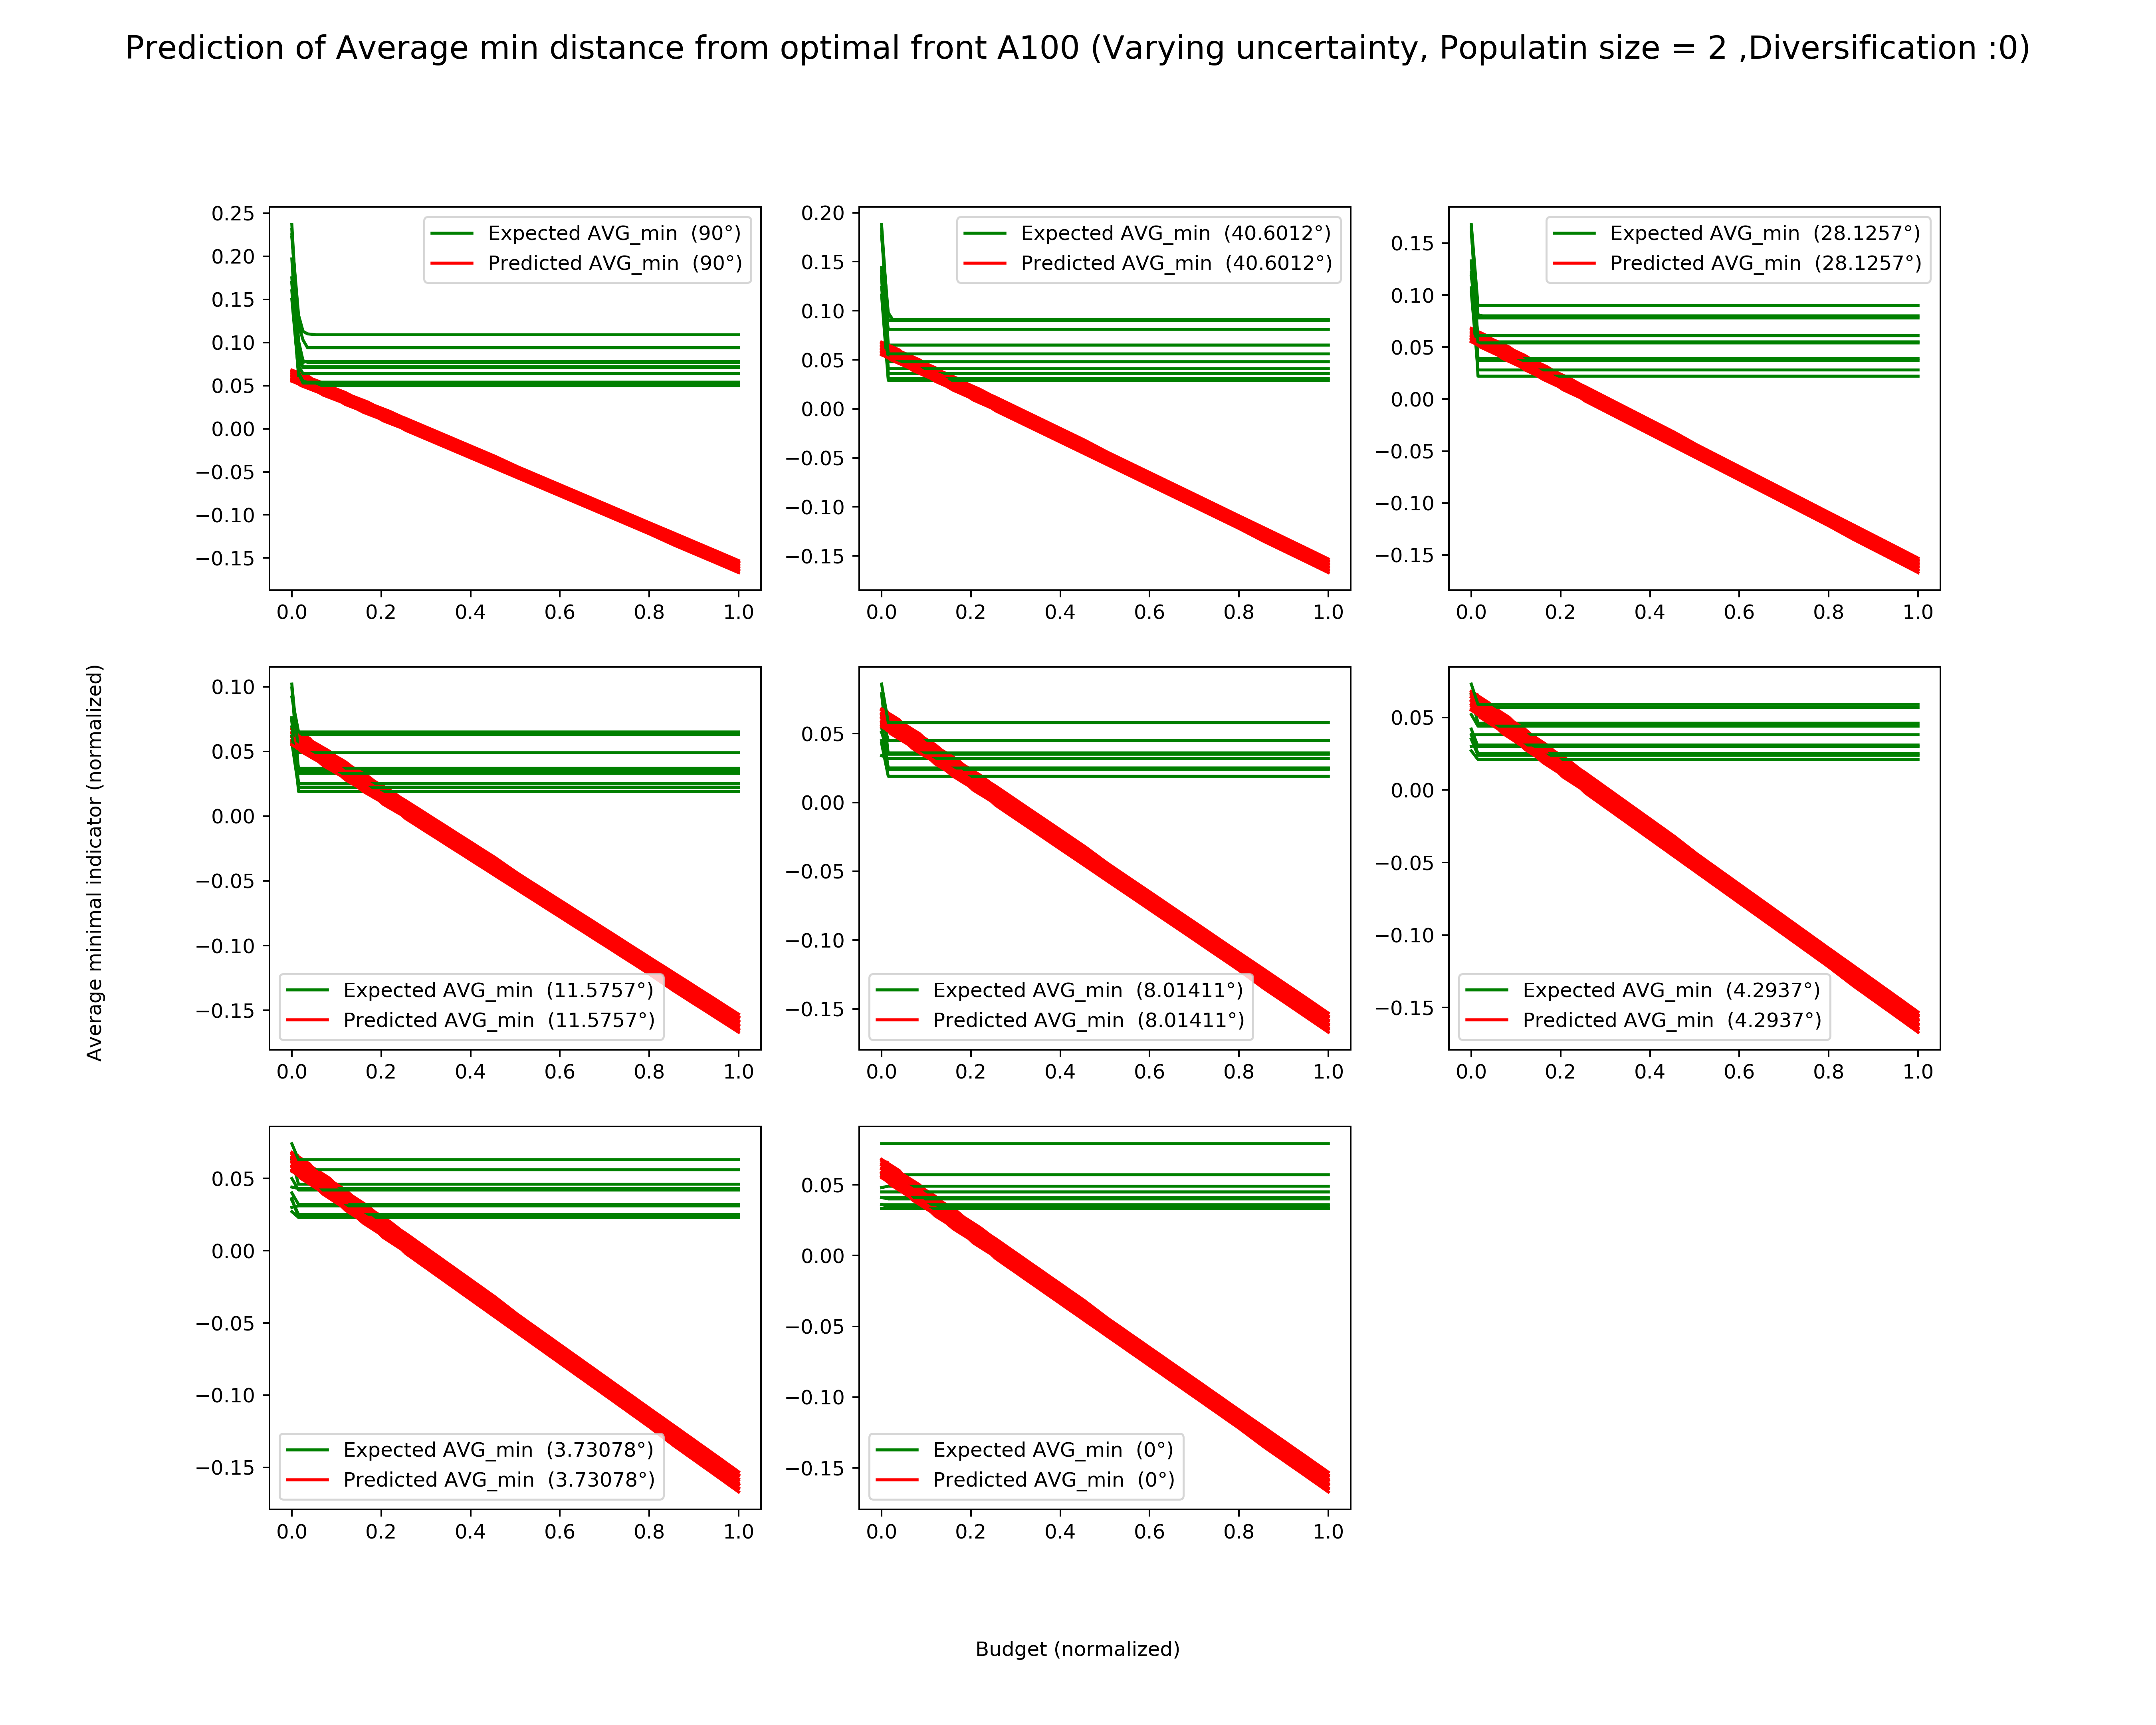 Prediction of Average min distance from optimal front A100 (Varying uncertainty, Populatin size = 2 ,Diversification :0)
0.25
0.20
0.15
0.10
0.05
0.00
−0.05
−0.10
−0.15
Expected AVG_min (90°)
Predicted AVG_min (90°)
0.0 0.2 0.4 0.6 0.8 1.0
0.20
0.15
0.10
0.05
0.00
−0.05
−0.10
−0.15
Expected AVG_min (40.6012°)
Predicted AVG_min (40.6012°)
0.0 0.2 0.4 0.6 0.8 1.0
0.15
0.10
0.05
0.00
−0.05
−0.10
−0.15
Expected AVG_min (28.1257°)
Predicted AVG_min (28.1257°)
0.0 0.2 0.4 0.6 0.8 1.0
Average minimal indicator (normalized)
0.10
0.05
0.00
−0.05
−0.10
−0.15
Expected AVG_min (11.5757°)
Predicted AVG_min (11.5757°)
0.0 0.2 0.4 0.6 0.8 1.0
0.05
0.00
−0.05
−0.10
−0.15
Expected AVG_min (8.01411°)
Predicted AVG_min (8.01411°)
0.0 0.2 0.4 0.6 0.8 1.0
0.05
0.00
−0.05
−0.10
−0.15
Expected AVG_min (4.2937°)
Predicted AVG_min (4.2937°)
0.0 0.2 0.4 0.6 0.8 1.0
0.05
0.00
−0.05
−0.10
−0.15
Expected AVG_min (3.73078°)
Predicted AVG_min (3.73078°)
0.0 0.2 0.4 0.6 0.8 1.0
0.05
0.00
−0.05
−0.10
−0.15
Expected AVG_min (0°)
Predicted AVG_min (0°)
0.0 0.2 0.4 0.6 0.8 1.0
Budget (normalized)